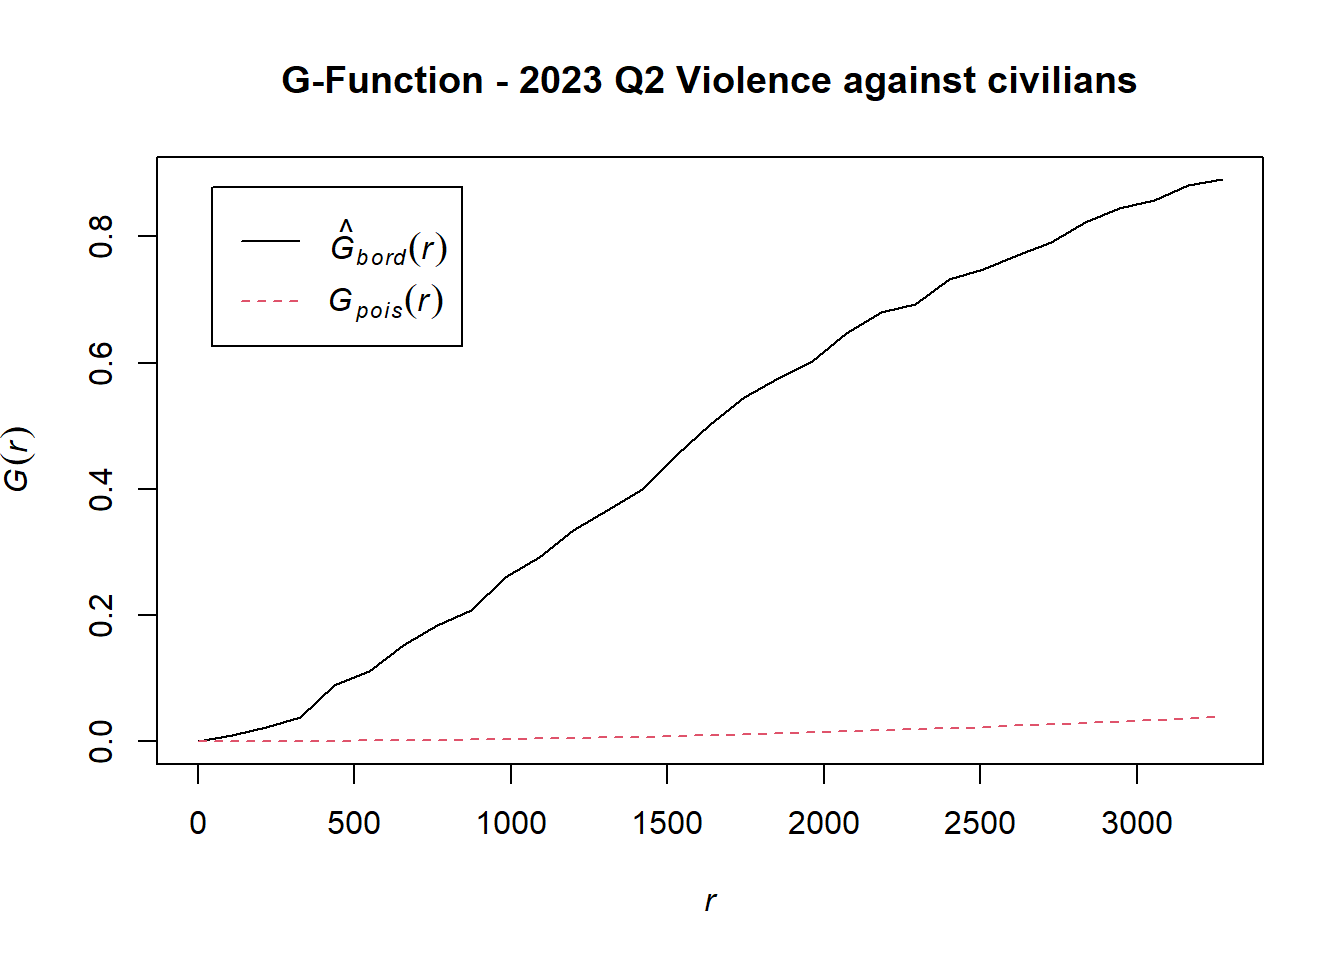 G-Function - 2023 Q2 Violence against civilians
Ĝbord(r)
Gpois(r)
G(r)
0.8
0.6
0.4
0.2
0.0
0 500 1000 1500 2000 2500 3000
r